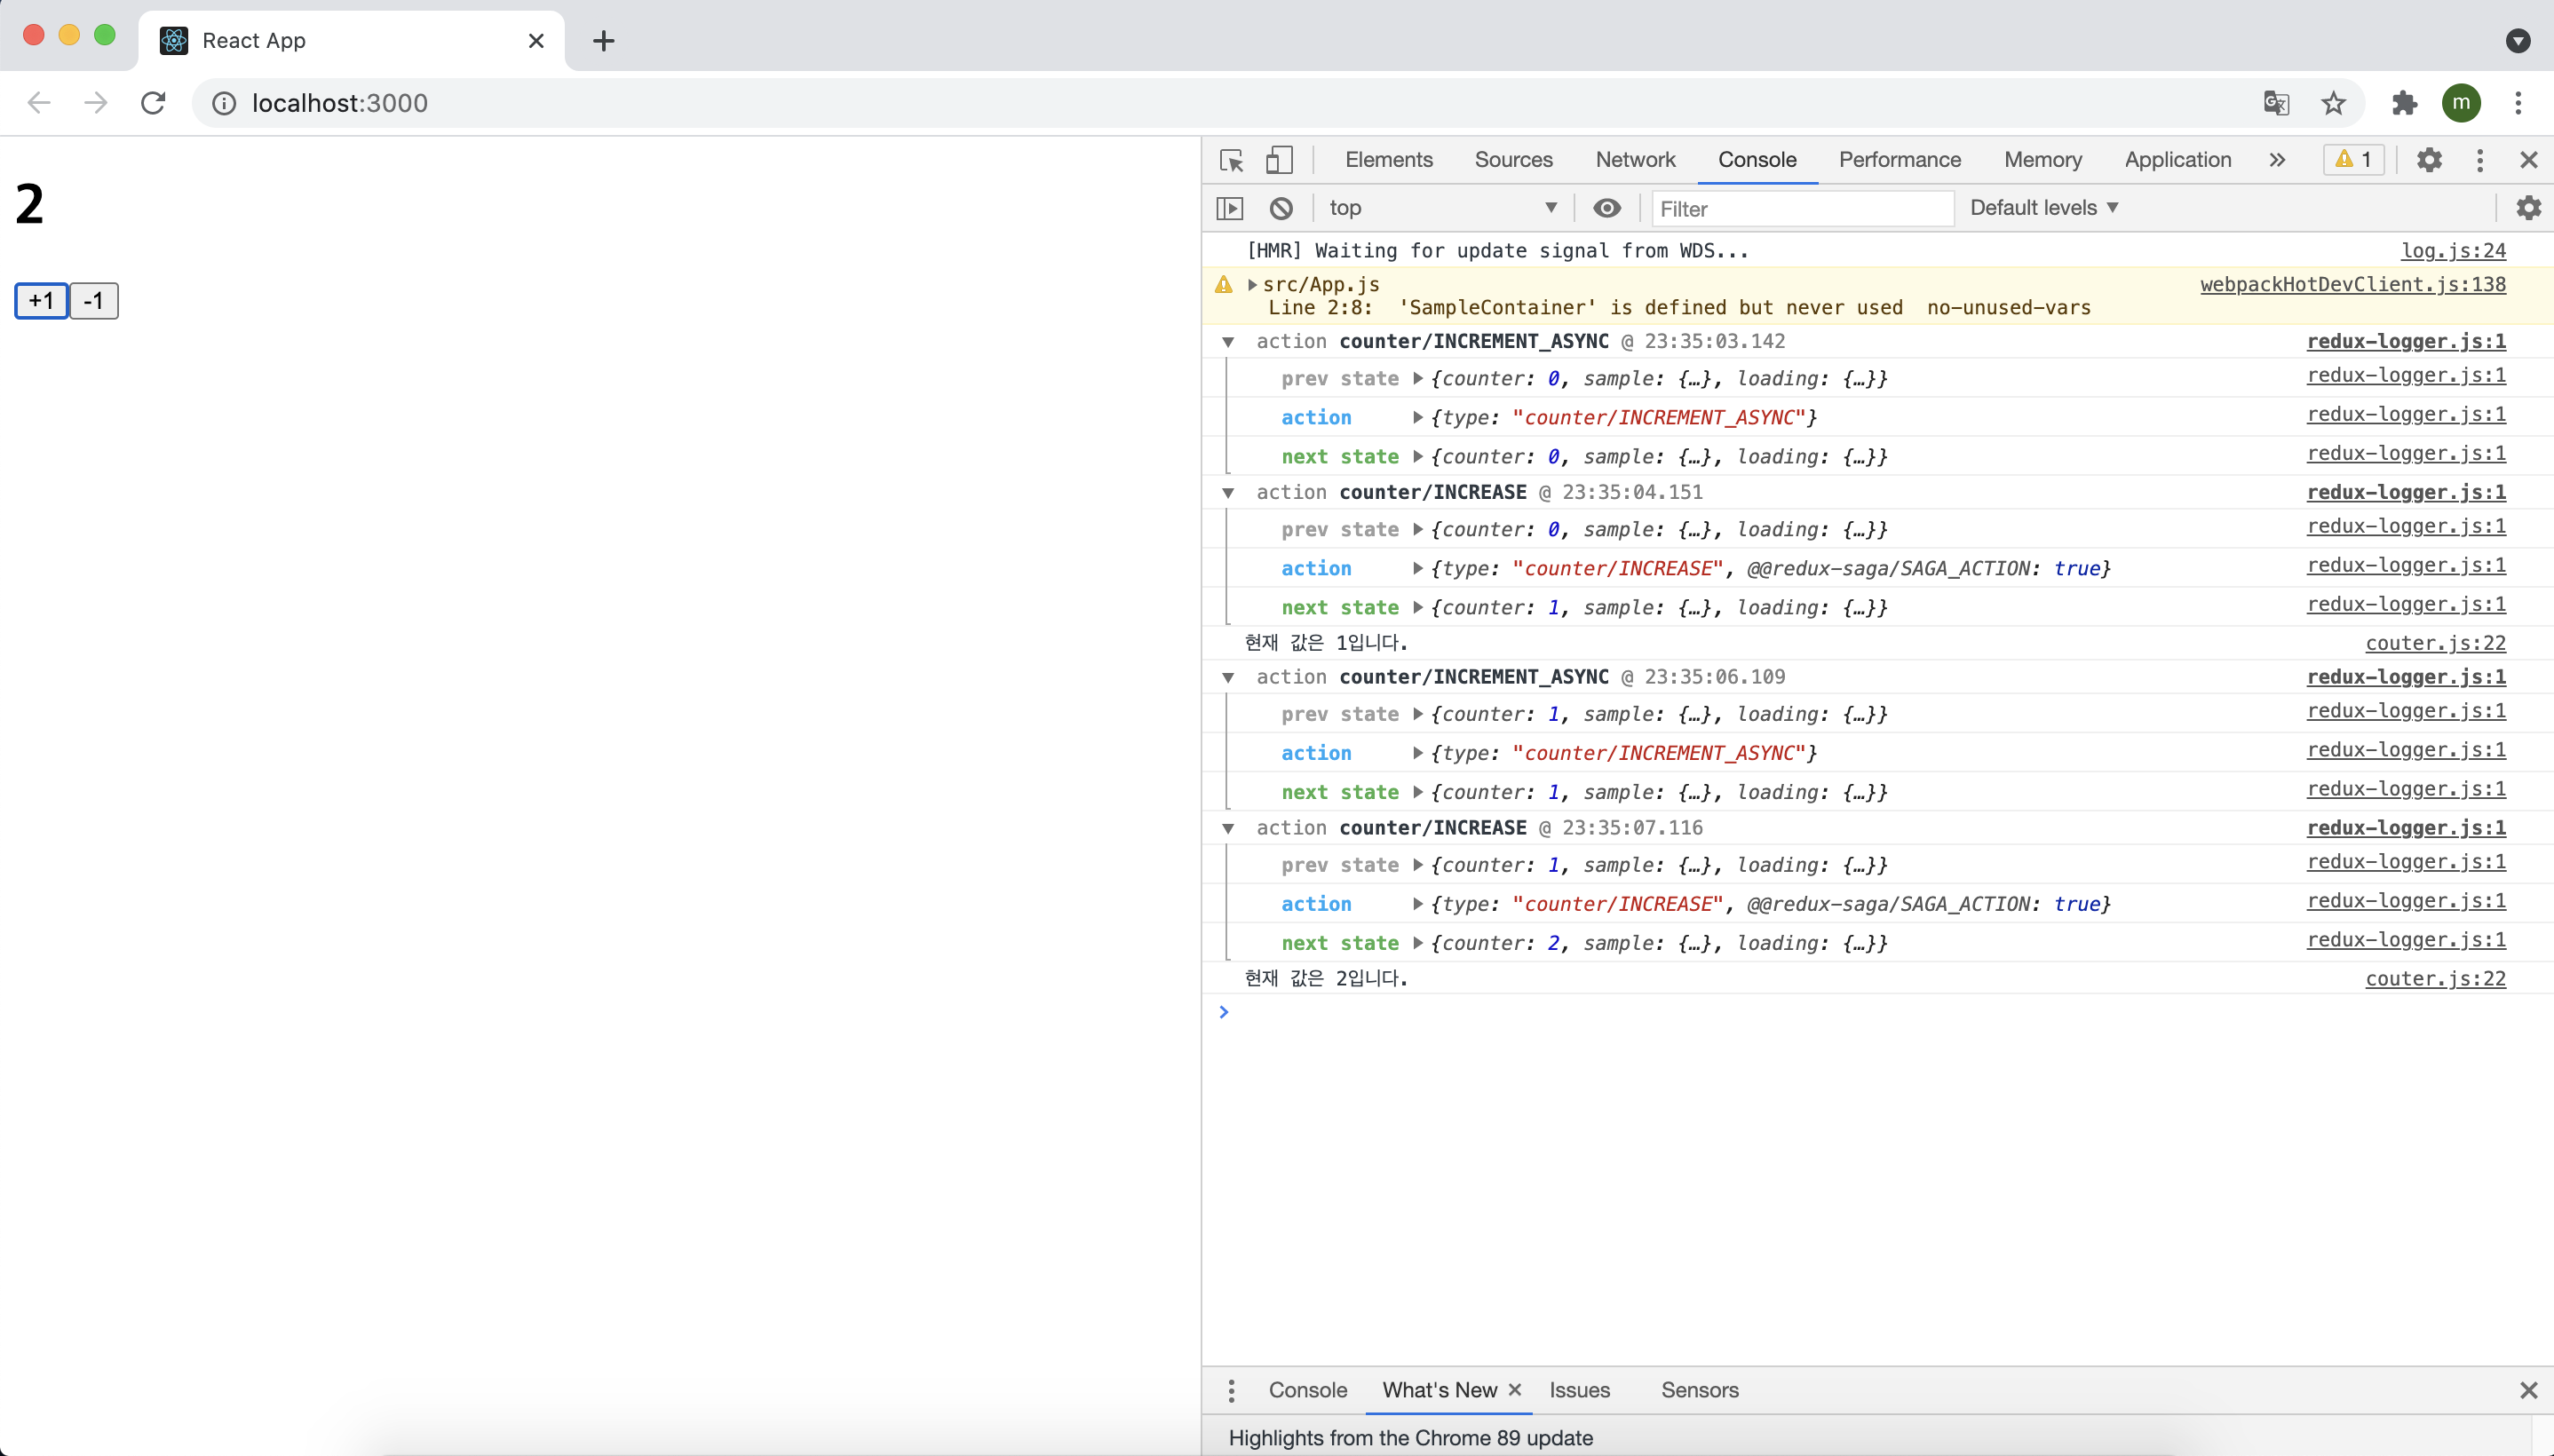 React App
localhost:3000
m
2
+1 -1
Elements Sources Network Console Performance Memory Application » 1
top Filter Default levels
[HMR] Waiting for update signal from WDS... log.js:24
src/App.js webpackHotDevClient.js:138
Line 2:8: 'SampleContainer' is defined but never used no-unused-vars
action counter/INCREMENT_ASYNC @ 23:35:03.142 redux-logger.js:1
prev state {counter: 0, sample: {…}, loading: {…}} redux-logger.js:1
action {type: "counter/INCREMENT_ASYNC"} redux-logger.js:1
next state {counter: 0, sample: {…}, loading: {…}} redux-logger.js:1
action counter/INCREASE @ 23:35:04.151 redux-logger.js:1
prev state {counter: 0, sample: {…}, loading: {…}} redux-logger.js:1
action {type: "counter/INCREASE", @@redux-saga/SAGA_ACTION: true} redux-logger.js:1
next state {counter: 1, sample: {…}, loading: {…}} redux-logger.js:1
현재 값은 1입니다. couter.js:22
action counter/INCREMENT_ASYNC @ 23:35:06.109 redux-logger.js:1
prev state {counter: 1, sample: {…}, loading: {…}} redux-logger.js:1
action {type: "counter/INCREMENT_ASYNC"} redux-logger.js:1
next state {counter: 1, sample: {…}, loading: {…}} redux-logger.js:1
action counter/INCREASE @ 23:35:07.116 redux-logger.js:1
prev state {counter: 1, sample: {…}, loading: {…}} redux-logger.js:1
action {type: "counter/INCREASE", @@redux-saga/SAGA_ACTION: true} redux-logger.js:1
next state {counter: 2, sample: {…}, loading: {…}} redux-logger.js:1
현재 값은 2입니다. couter.js:22
Console What's New Issues Sensors
Highlights from the Chrome 89 update